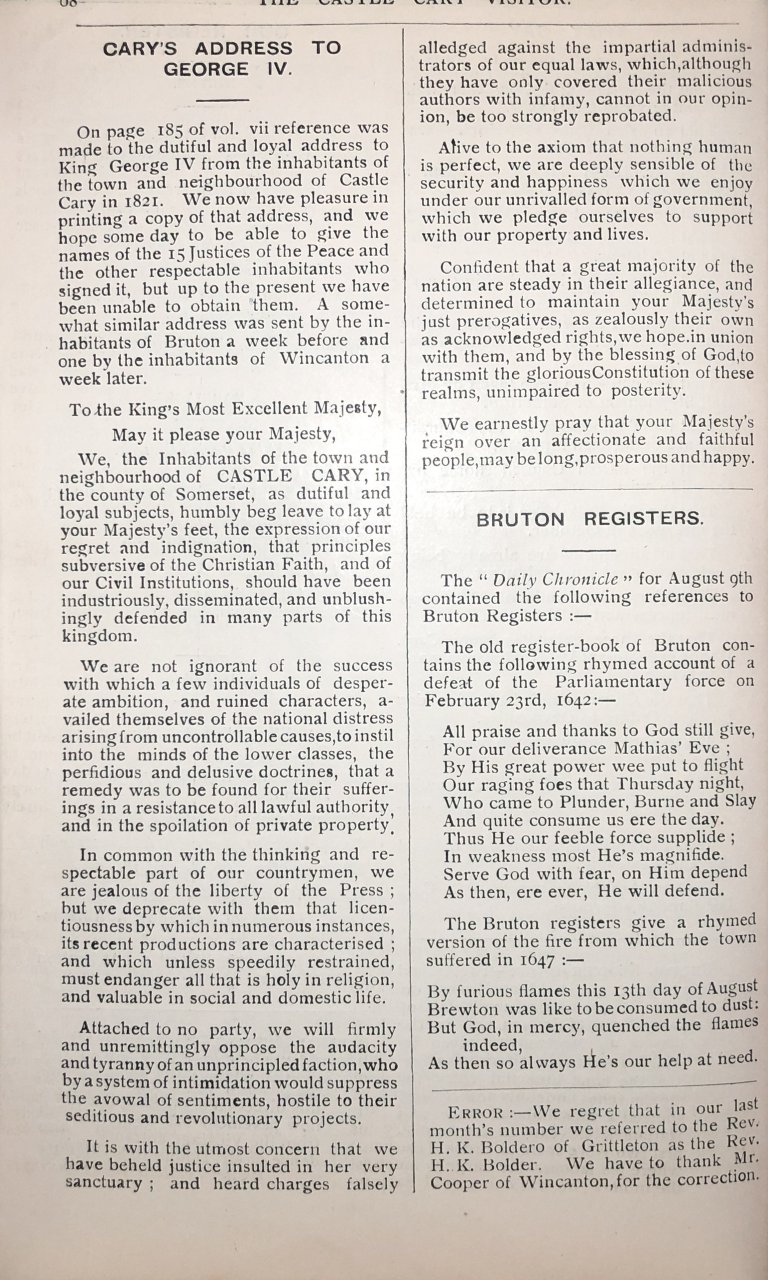 68 THE CASTLE CARY VISITOR.
CARY'S ADDRESS TO
GEORGE IV.
On page 185 of vol. vii reference was
made to the dutiful and loyal address to
King George IV from the inhabitants of
the town and neighbourhood of Castle
Cary in 1821. We now have pleasure in
printing a copy of that address, and we
hope some day to be able to give the
names of the 15 Justices of the Peace and
the other respectable inhabitants who
signed it, but up to the present we have
been unable to obtain them. A some-
what similar address was sent by the in-
habitants of Bruton a week before and
one by the inhabitants of Wincanton a
week later.
To the King's Most Excellent Majesty,
May it please your Majesty,
We, the Inhabitants of the town and
neighbourhood of CASTLE CARY, in
the county of Somerset, as dutiful and
loyal subjects, humbly beg leave to lay at
your Majesty's feet, the expression of our
regret and indignation, that principles
subversive of the Christian Faith, and of
our Civil Institutions, should have been
industriously, disseminated, and unblush-
ingly defended in many parts of this
kingdom.
We are not ignorant of the success
with which a few individuals of desper-
ate ambition, and ruined characters, a-
vailed themselves of the national distress
arising from uncontrollable causes,to instil
into the minds of the lower classes, the
perfidious and delusive doctrines, that a
remedy was to be found for their suffer-
ings in a resistance to all lawful authority,
and in the spoilation of private property.
In common with the thinking and re-
spectable part of our countrymen, we
are jealous of the liberty of the Press ;
but we deprecate with them that licen-
tiousness by which in numerous instances,
its recent productions are characterised ;
and which unless speedily restrained,
must endanger all that is holy in religion,
and valuable in social and domestic life.
Attached to no party, we will firmly
and unremittingly oppose the audacity
and tyranny of an unprincipled faction,who
by a system of intimidation would suppress
the avowal of sentiments, hostile to their
seditious and revolutionary projects.
It is with the utmost concern that we
have beheld justice insulted in her very
sanctuary ; and heard charges falsely
alledged against the impartial adminis-
trators of our equal laws, which,although
they have only covered their malicious
authors with infamy, cannot in our opin-
ion, be too strongly reprobated.
Alive to the axiom that nothing human
is perfect, we are deeply sensible of the
security and happiness which we enjoy
under our unrivalled form of government,
which we pledge ourselves to support
with our property and lives.
Confident that a great majority of the
nation are steady in their allegiance, and
determined to maintain your Majesty's
just prerogatives, as zealously their own
as acknowledged rights,we hope.in union
with them, and by the blessing of God,to
transmit the gloriousConstitution of these
realms, unimpaired to posterity.
We earnestly pray that your Majesty's
reign over an affectionate and faithful
people,may be long,prosperous and happy.
BRUTON REGISTERS.
The " Daily Chronicle " for August 9th
contained the following references to
Bruton Registers :—
The old register-book of Bruton con-
tains the following rhymed account of a
defeat of the Parliamentary force on
February 23rd, 1642:—
All praise and thanks to God still give,
For our deliverance Mathias' Eve ;
By His great power wee put to flight
Our raging foes that Thursday night,
Who came to Plunder, Burne and Slay
And quite consume us ere the day.
Thus He our feeble force supplide ;
In weakness most He's magnifide.
Serve God with fear, on Him depend
As then, ere ever, He will defend.
The Bruton registers give a rhymed
version of the fire from which the town
suffered in 1647 :—
By furious flames this 13th day of August
Brewton was like to be consumed to dust:
But God, in mercy, quenched the flames
indeed,
As then so always He's our help at need.
ERROR :—We regret that in our last
month's number we referred to the Rev.
H. K. Boldero of Grittleton as the Rev.
H. K. Bolder. We have to thank Mr.
Cooper of Wincanton,for the correction.